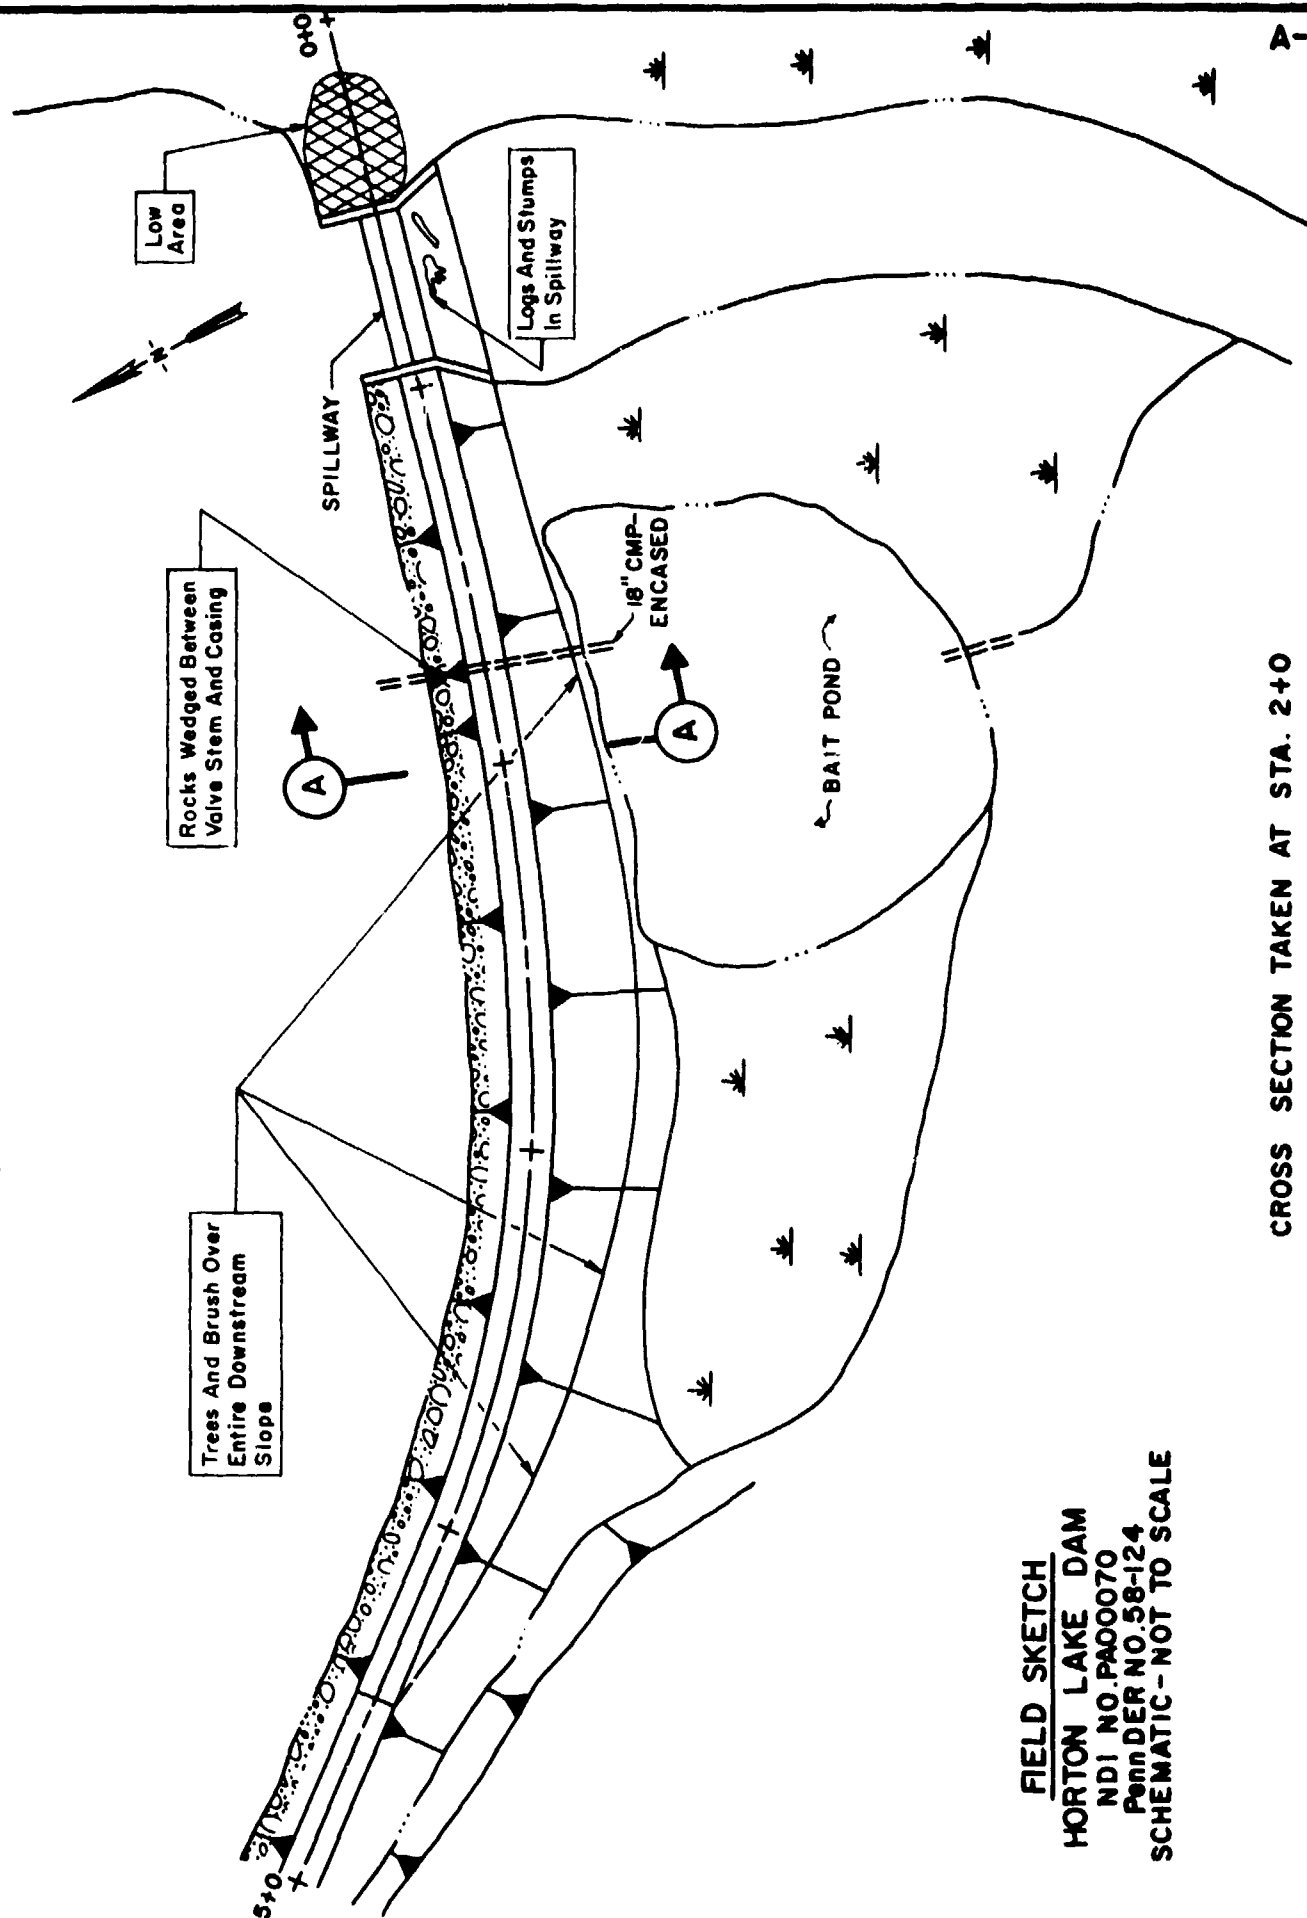 A-
0+0
Low
Area
N
SPILLWAY
Logs And Stumps
In Spillway
Rocks Wedged Between
Valve Stem And Casing
18" CMP-
ENCASED
A
A
BAIT POND
Trees And Brush Over
Entire Downstream
Slope
5+0
CROSS SECTION TAKEN AT STA. 2+0
FIELD SKETCH
HORTON LAKE DAM
NDI NO. PA00070
PennDER NO. 58-124
SCHEMATIC-NOT TO SCALE